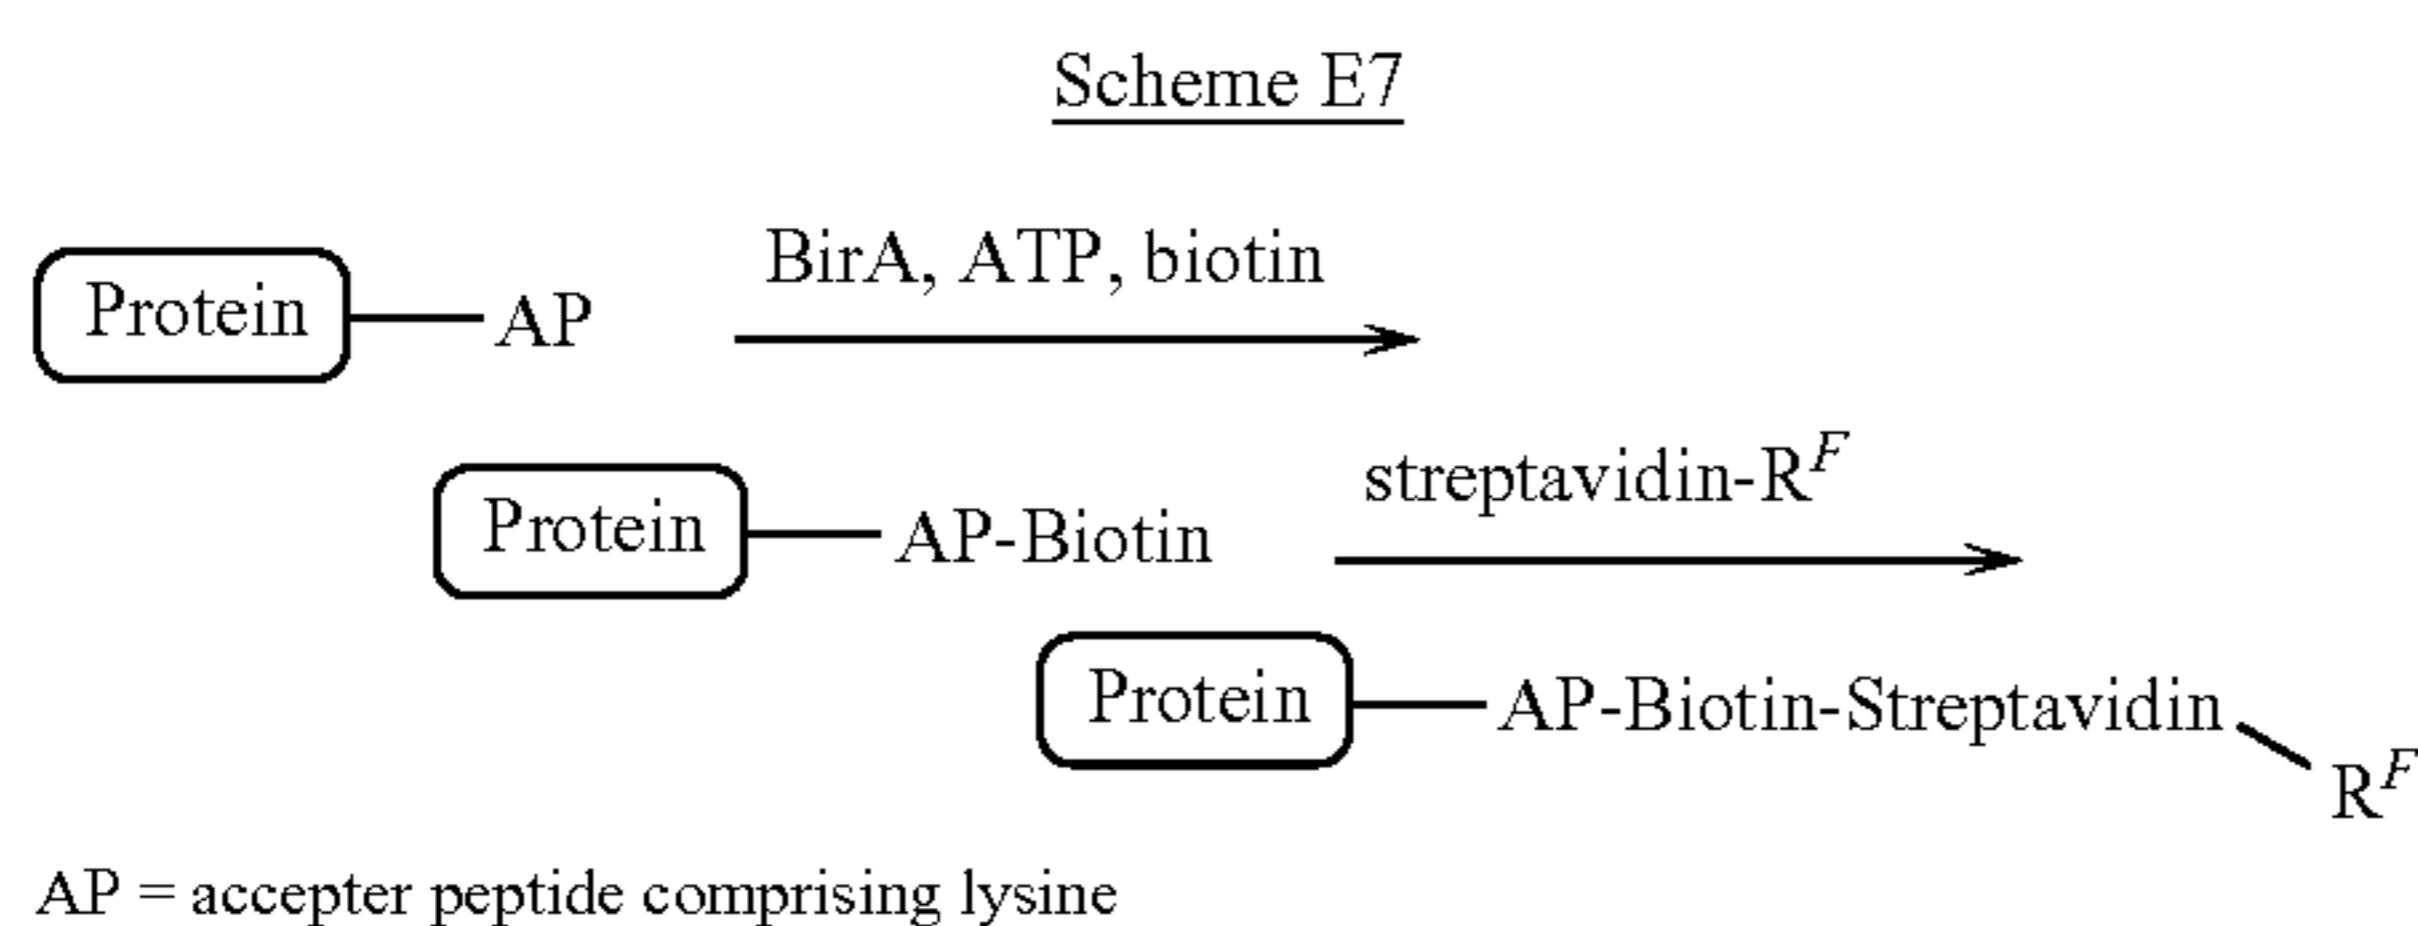 Scheme E7
BirA, ATP, biotin
Protein—AP
streptavidin-R^F
Protein—AP-Biotin
Protein—AP-Biotin-Streptavidin
R^F
AP = accepter peptide comprising lysine